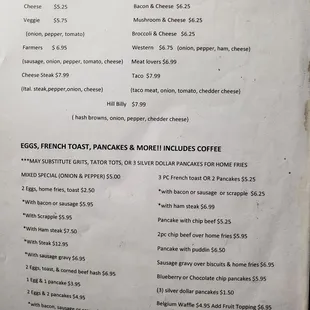 Cheese $5.25 Bacon & Cheese $6.25
Veggie $5.75 Mushroom & Cheese $6.25
(onion, pepper, tomato) Broccoli & Cheese $6.25
Farmers $ 6.95 Western $6.75 (onion, pepper, ham, cheese)
(sausage, onion, pepper, tomato, cheese) Meat lovers $6.99
Cheese Steak $7.99 Taco $7.99
(Ital. steak,pepper,onion, cheese) (taco meat, onion, tomato, chedder cheese)
Hill Billy $7.99
( hash browns, onion, pepper, chedder cheese)
EGGS, FRENCH TOAST, PANCAKES & MORE!! INCLUDES COFFEE
***MAY SUBSTITUTE GRITS, TATOR TOTS, OR 3 SILVER DOLLAR PANCAKES FOR HOME FRIES
MIXED SPECIAL (ONION & PEPPER) $5.00 3 PC French toast OR 2 Pancakes $5.25
2 Eggs, home fries, toast $2.50 *with bacon or sausage or scrapple $6.25
*With bacon or sausage $5.95 *with ham steak $6.99
*With Scrapple $5.95 Pancake with chip beef $5.25
*With Ham steak $7.50 2pc chip beef over home fries $5.95
*With Steak $12.95 Pancake with puddin $6.50
*With sausage gravy $6.95 Sausage gravy over biscuits & home fries $6.95
2 Eggs, toast, & corned beef hash $6.95 Blueberry or Chocolate chip pancakes $5.95
1 Egg & 1 pancake $3.95 (3) silver dollar pancakes $1.50
2 Eggs & 2 pancakes $4.95 Belgium Waffle $4.95 Add Fruit Topping $6.95
*with bacon, sausage or